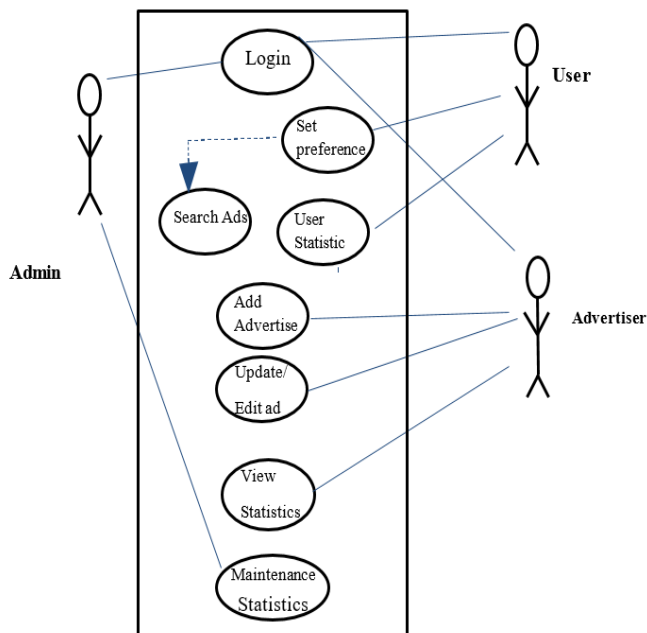 Login
User
Set
preference
Search Ads
User
Statistic
Admin
Add
Advertise
Advertiser
Update/
Edit ad
View
Statistics
Maintenance
Statistics